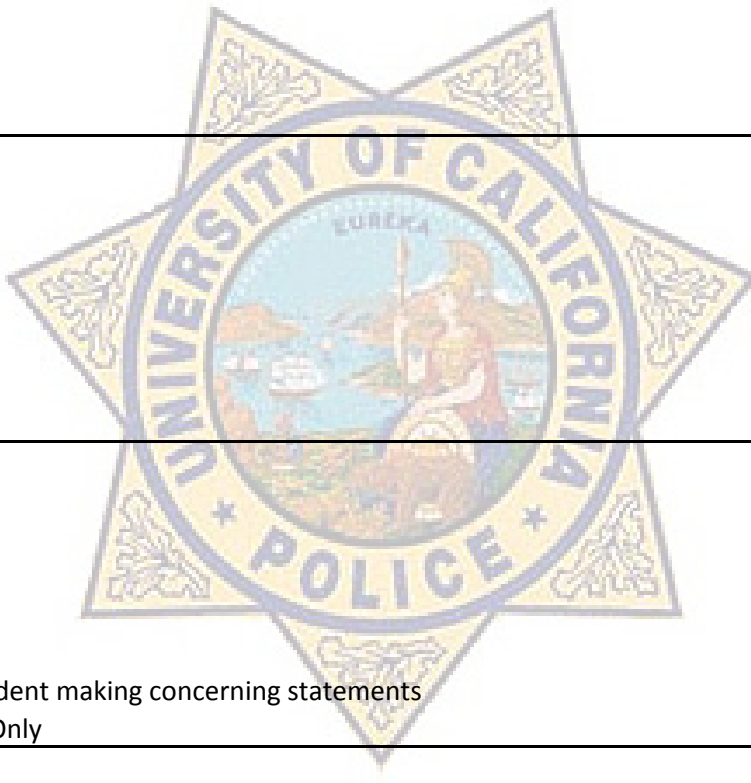 UNIVERSITY OF CALIFORNIA
EUREKA
POLICE
dent making concerning statements
Only